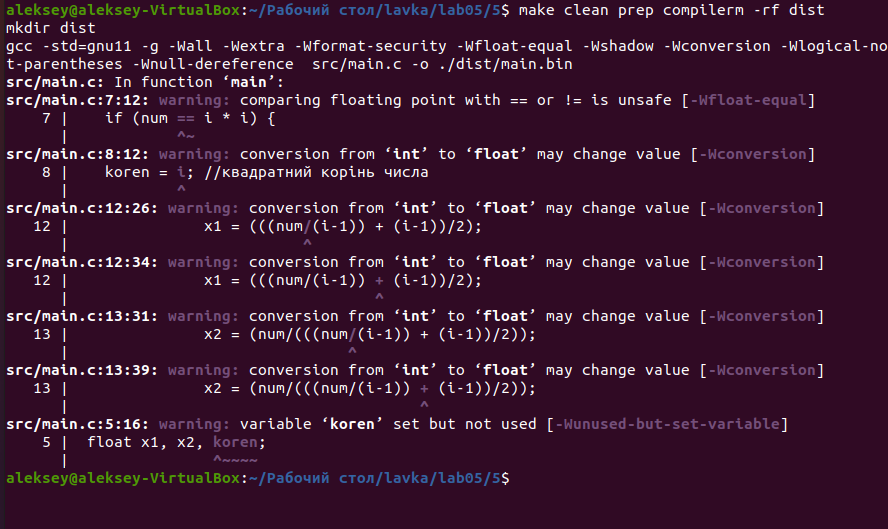 aleksey@aleksey-VirtualBox:~/Рабочий стол/lavka/lab05/5$ make clean prep compilerm -rf dist
mkdir dist
gcc -std=gnu11 -g -Wall -Wextra -Wformat-security -Wfloat-equal -Wshadow -Wconversion -Wlogical-no
t-parentheses -Wnull-dereference  src/main.c -o ./dist/main.bin
src/main.c: In function ‘main’:
src/main.c:7:12: warning: comparing floating point with == or != is unsafe [-Wfloat-equal]
    7 |    if (num == i * i) {
      |            ^~
src/main.c:8:12: warning: conversion from ‘int’ to ‘float’ may change value [-Wconversion]
    8 |    koren = i; //квадратний корінь числа
      |            ^
src/main.c:12:26: warning: conversion from ‘int’ to ‘float’ may change value [-Wconversion]
   12 |               x1 = (((num/(i-1)) + (i-1))/2);
      |                          ^
src/main.c:12:34: warning: conversion from ‘int’ to ‘float’ may change value [-Wconversion]
   12 |               x1 = (((num/(i-1)) + (i-1))/2);
      |                                  ^
src/main.c:13:31: warning: conversion from ‘int’ to ‘float’ may change value [-Wconversion]
   13 |               x2 = (num/(((num/(i-1)) + (i-1))/2));
      |                               ^
src/main.c:13:39: warning: conversion from ‘int’ to ‘float’ may change value [-Wconversion]
   13 |               x2 = (num/(((num/(i-1)) + (i-1))/2));
      |                                       ^
src/main.c:5:16: warning: variable ‘koren’ set but not used [-Wunused-but-set-variable]
    5 |  float x1, x2, koren;
      |                ^~~~~
aleksey@aleksey-VirtualBox:~/Рабочий стол/lavka/lab05/5$